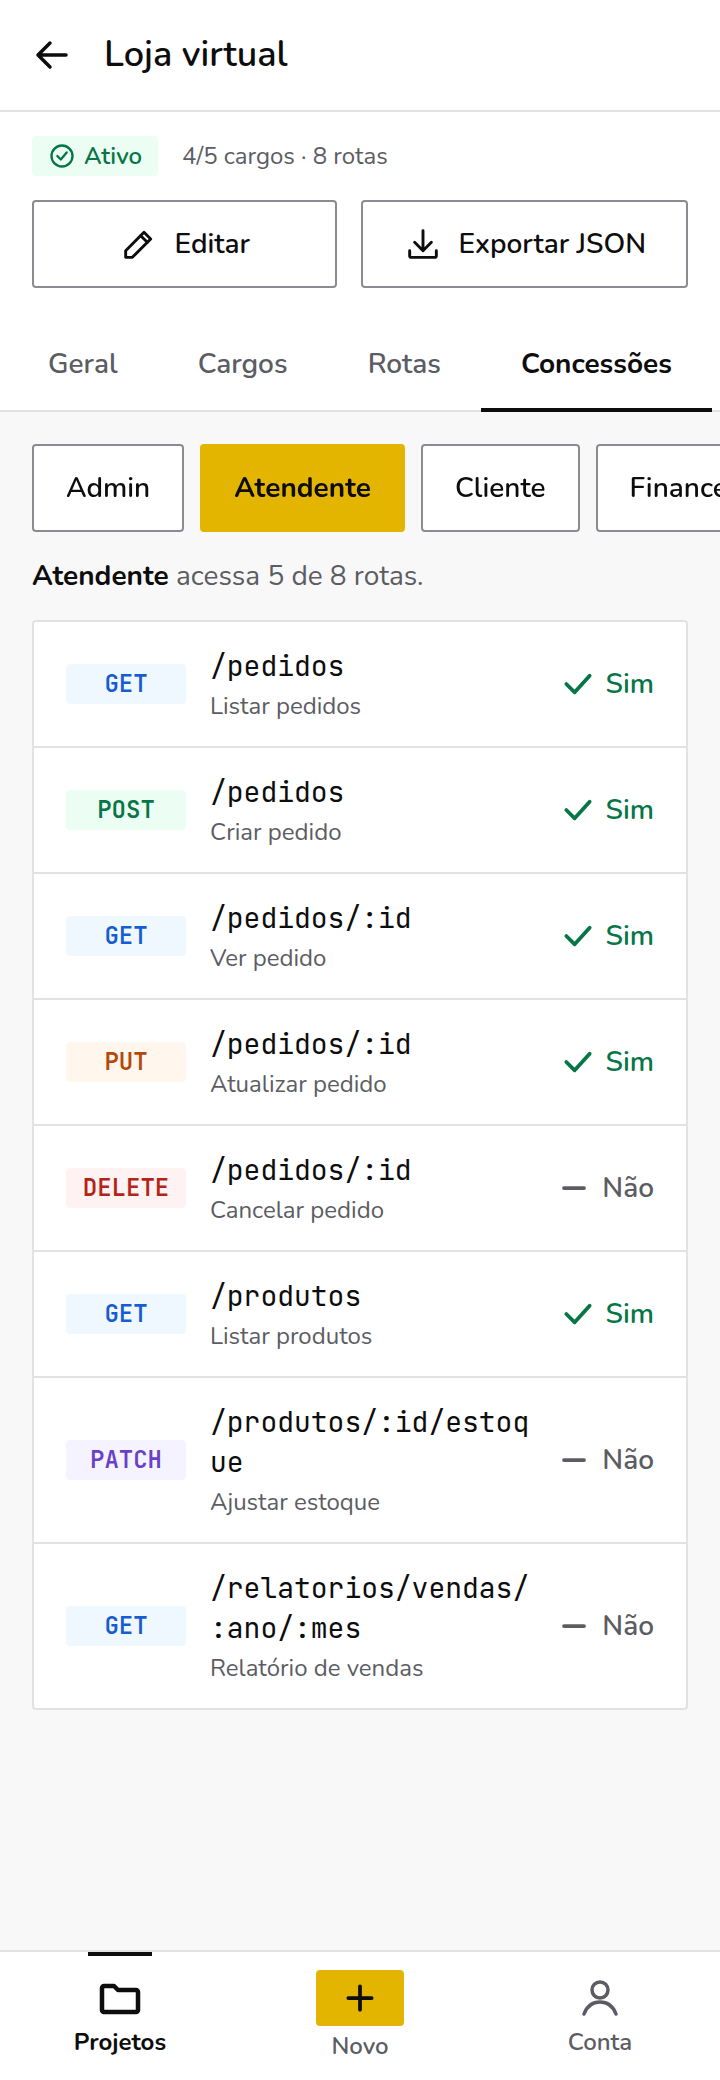 Loja virtual
Ativo
4/5 cargos · 8 rotas
Editar
Exportar JSON
Geral
Cargos
Rotas
Concessões
Admin
Atendente
Cliente
Finance
Atendente acessa 5 de 8 rotas.
GET
/pedidos
Listar pedidos
Sim
POST
/pedidos
Criar pedido
Sim
GET
/pedidos/:id
Ver pedido
Sim
PUT
/pedidos/:id
Atualizar pedido
Sim
DELETE
/pedidos/:id
Cancelar pedido
Não
GET
/produtos
Listar produtos
Sim
PATCH
/produtos/:id/estoq
ue
Ajustar estoque
Não
GET
/relatorios/vendas/
:ano/:mes
Relatório de vendas
Não
Projetos
Novo
Conta